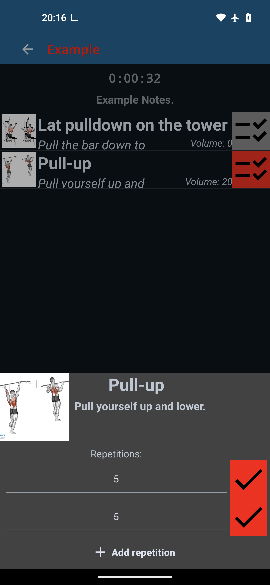 20:16
Example
0:00:32
Example Notes.
Lat pulldown on the tower
Pull the bar down to
Volume: 0
Pull-up
Pull yourself up and
Volume: 20
Pull-up
Pull yourself up and lower.
Repetitions:
5
5
+ Add repetition